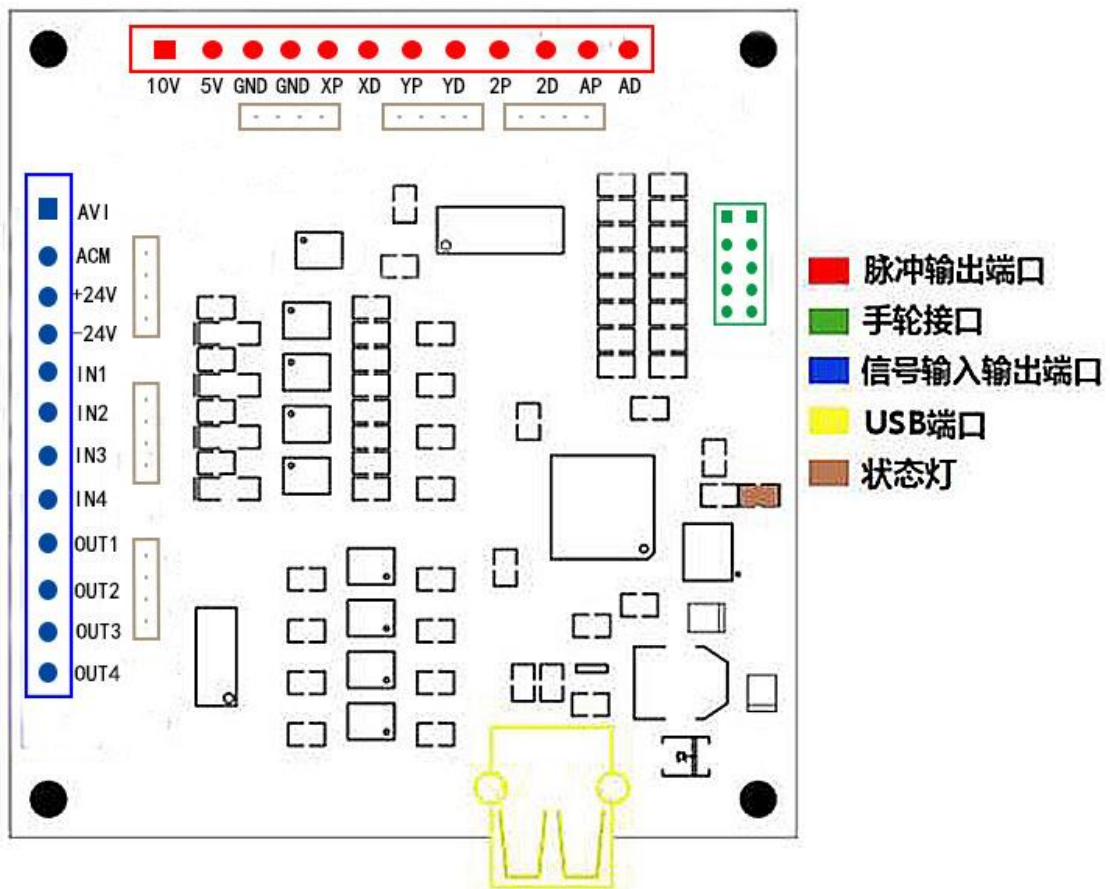 10V 5V GND GND XP XD YP YD 2P 2D AP AD
AVI
ACM
+24V
-24V
IN1
IN2
IN3
IN4
OUT1
OUT2
OUT3
OUT4
脉冲输出端口
手轮接口
信号输入输出端口
USB端口
状态灯